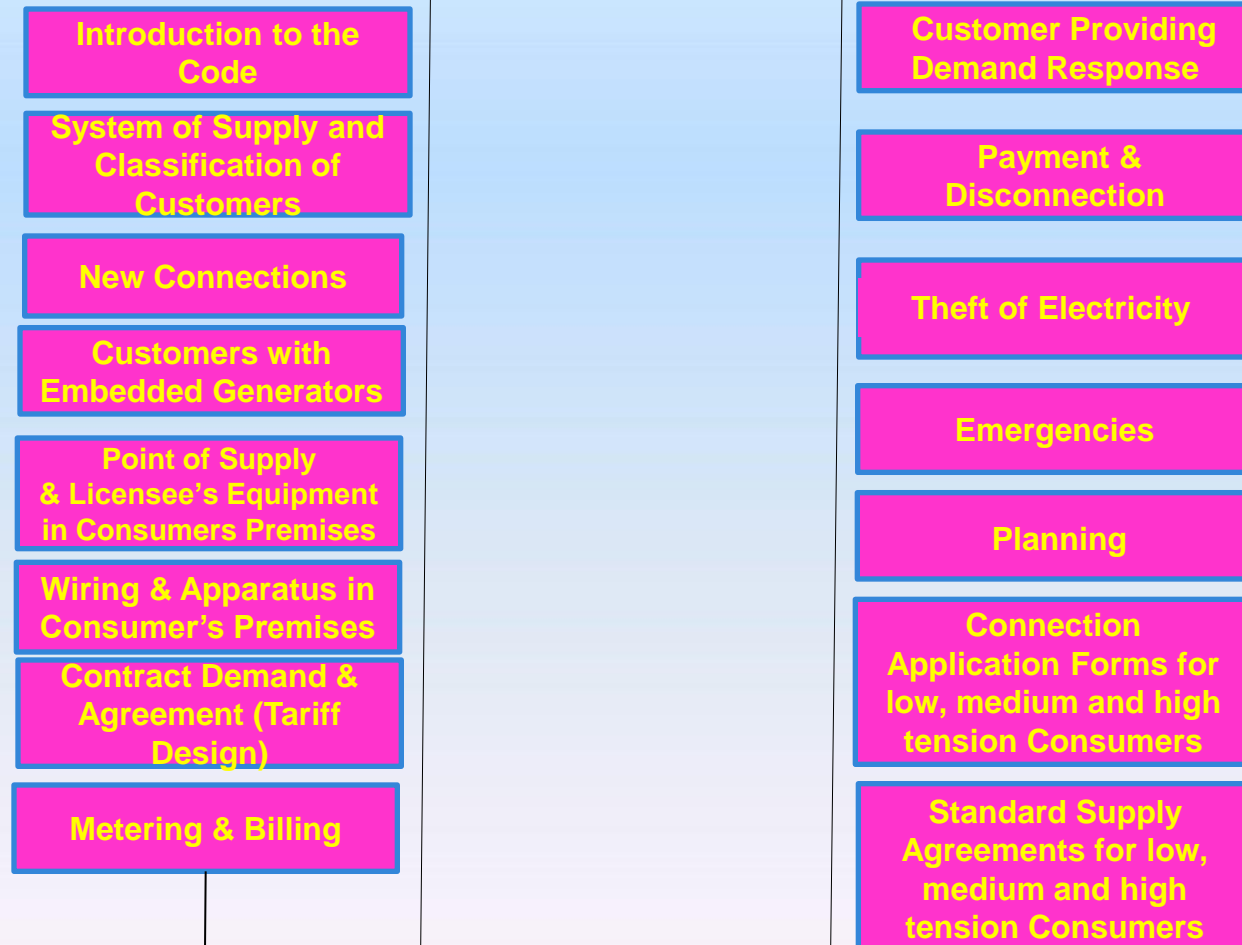 Introduction to the
Code
System of Supply and
Classification of
Customers
New Connections
Customers with
Embedded Generators
Point of Supply
& Licensee’s Equipment
in Consumers Premises
Wiring & Apparatus in
Consumer’s Premises
Contract Demand &
Agreement (Tariff
Design)
Metering & Billing
Customer Providing
Demand Response
Payment &
Disconnection
Theft of Electricity
Emergencies
Planning
Connection
Application Forms for
low, medium and high
tension Consumers
Standard Supply
Agreements for low,
medium and high
tension Consumers